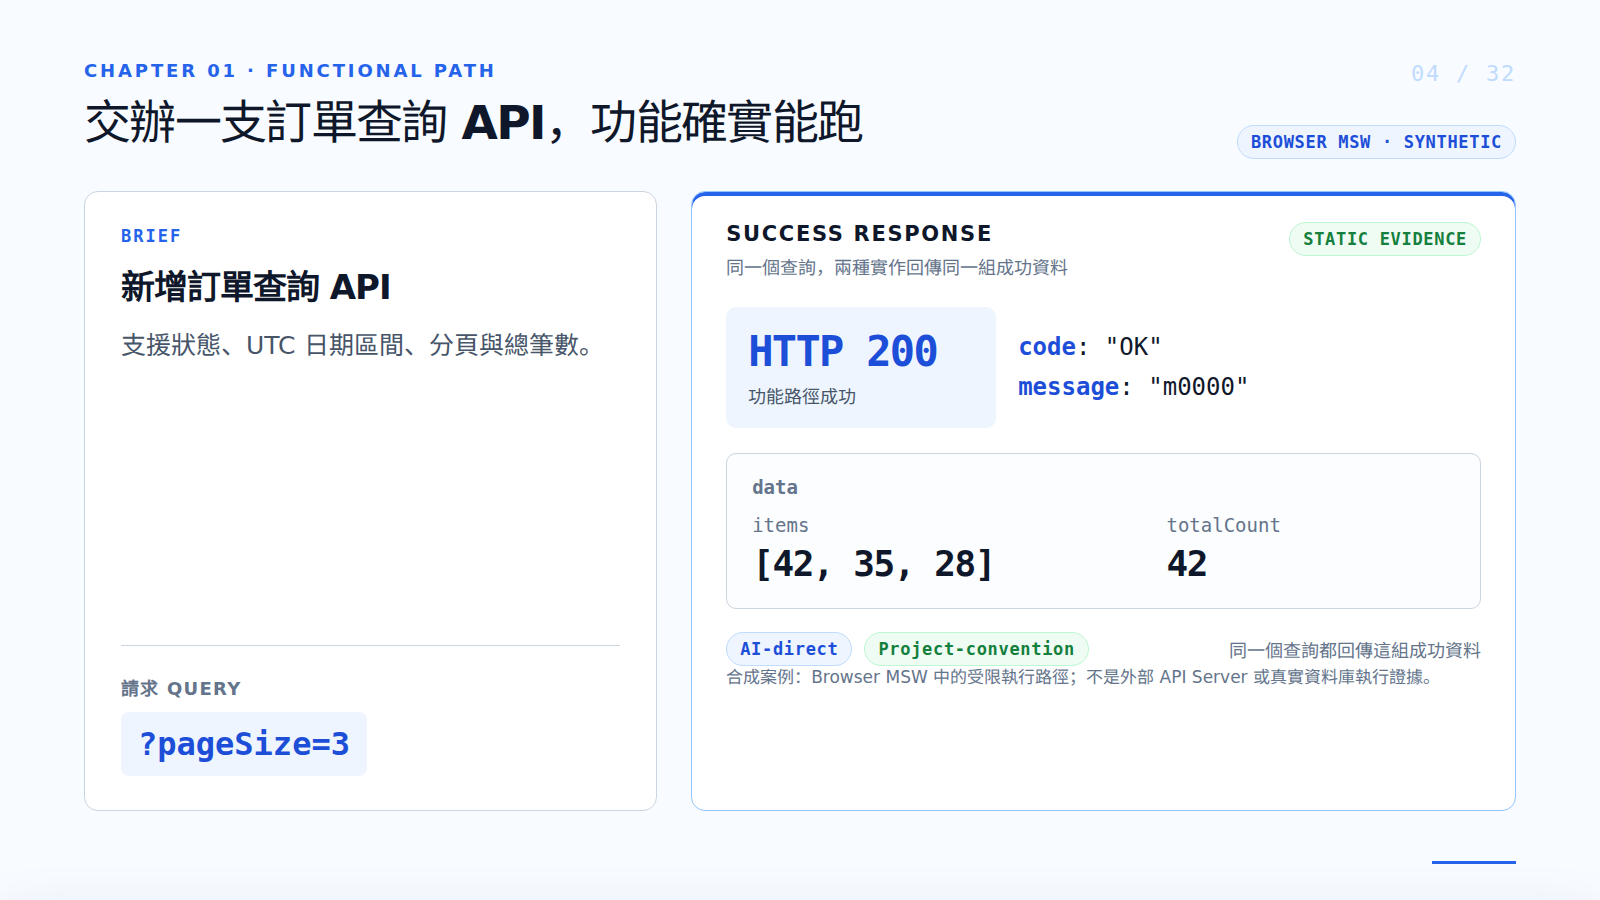 CHAPTER 01 · FUNCTIONAL PATH
04 / 32
交辦一支訂單查詢 API，功能確實能跑
BROWSER MSW · SYNTHETIC
BRIEF
新增訂單查詢 API
支援狀態、UTC 日期區間、分頁與總筆數。
請求 QUERY
?pageSize=3
SUCCESS RESPONSE
STATIC EVIDENCE
同一個查詢，兩種實作回傳同一組成功資料
HTTP 200
功能路徑成功
code: "OK"
message: "m0000"
data
items
[42, 35, 28]
totalCount
42
AI-direct
Project-convention
同一個查詢都回傳這組成功資料
合成案例：Browser MSW 中的受限執行路徑；不是外部 API Server 或真實資料庫執行證據。